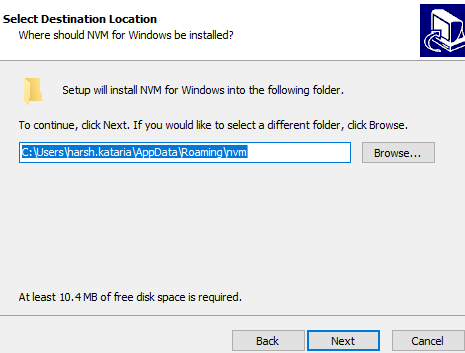 Select Destination Location
Where should NVM for Windows be installed?
Setup will install NVM for Windows into the following folder.
To continue, click Next. If you would like to select a different folder, click Browse.
C:\Users\harsh.kataria\AppData\Roaming\nvm
Browse...
At least 10.4 MB of free disk space is required.
Back
Next
Cancel